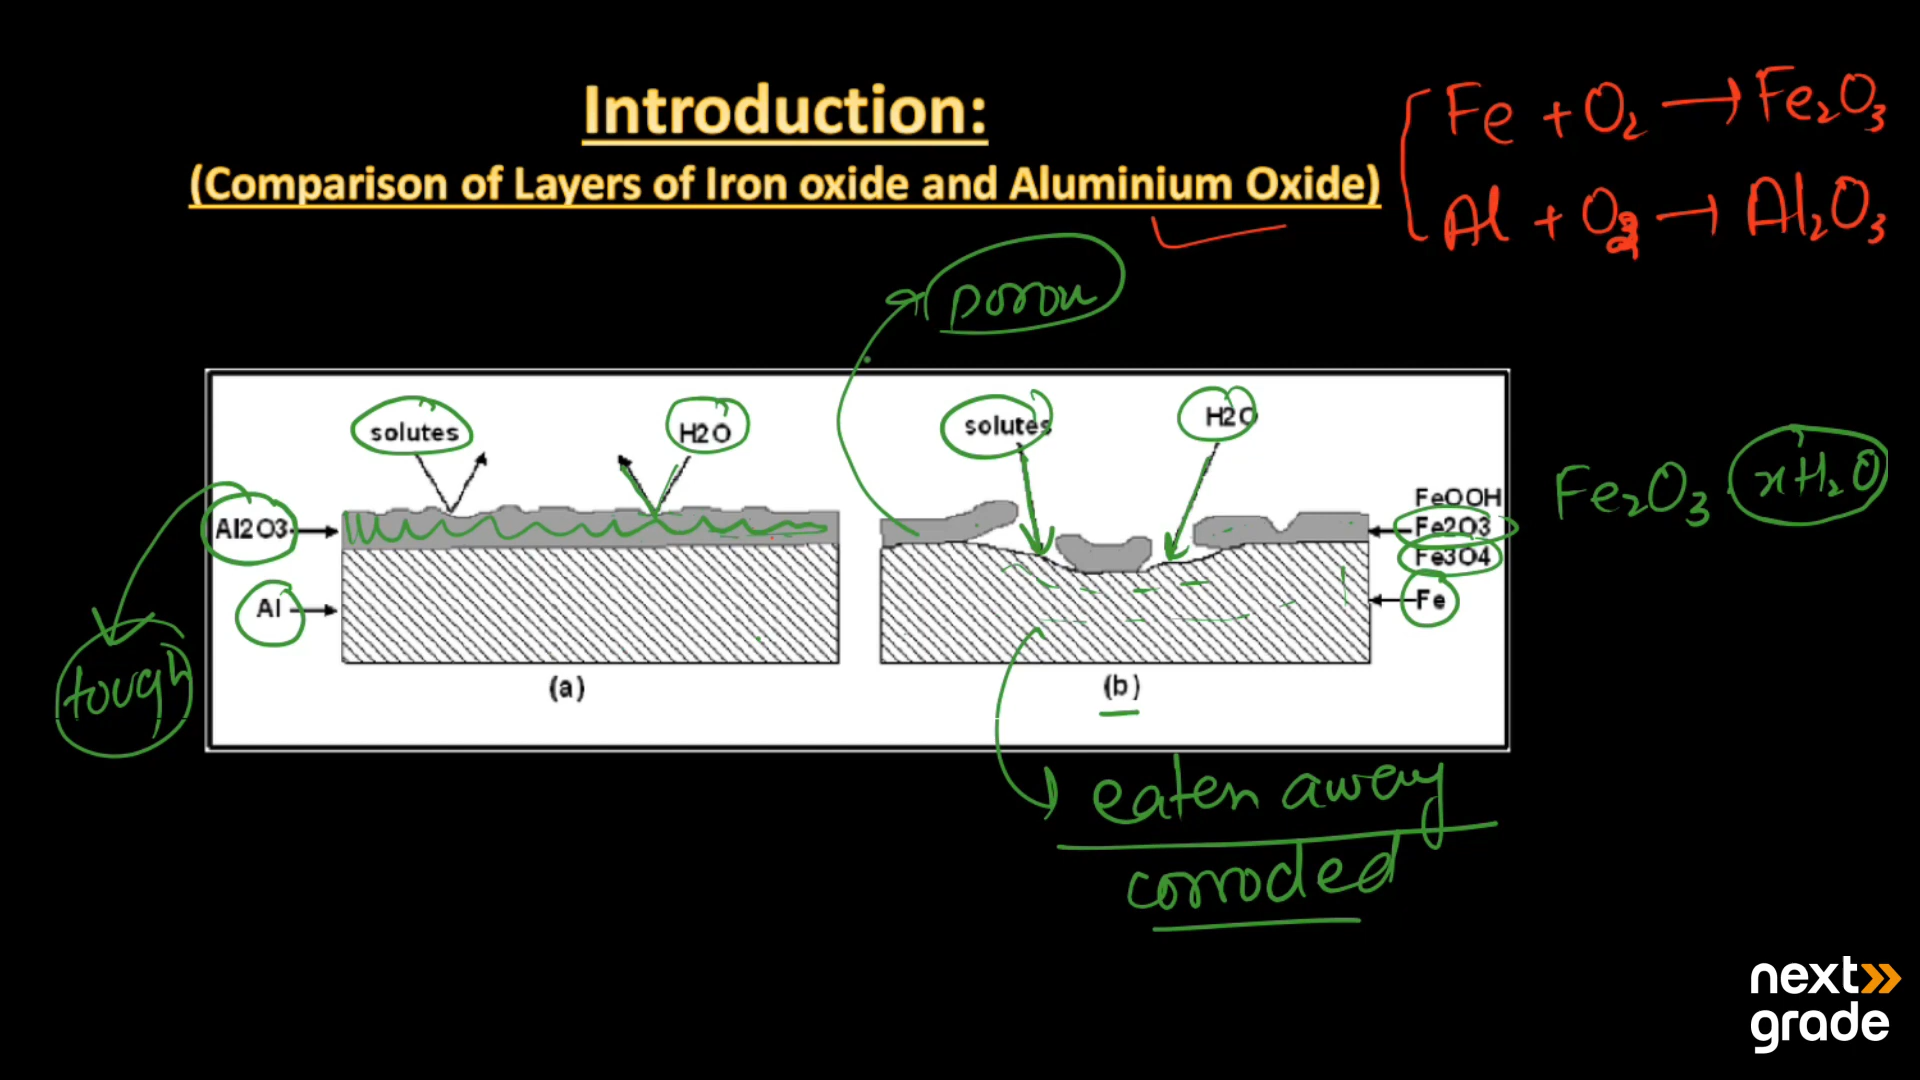 Introduction:
(Comparison of Layers of Iron oxide and Aluminium Oxide)
Fe + O2 → Fe2O3
Al + O2 → Al2O3
porou
solutes
H2O
Al2O3
Al
(a)
solutes
H2O
FeOOH
Fe2O3
Fe3O4
Fe
(b)
Fe2O3 . xH2O
tough
eaten away
corroded
next
grade